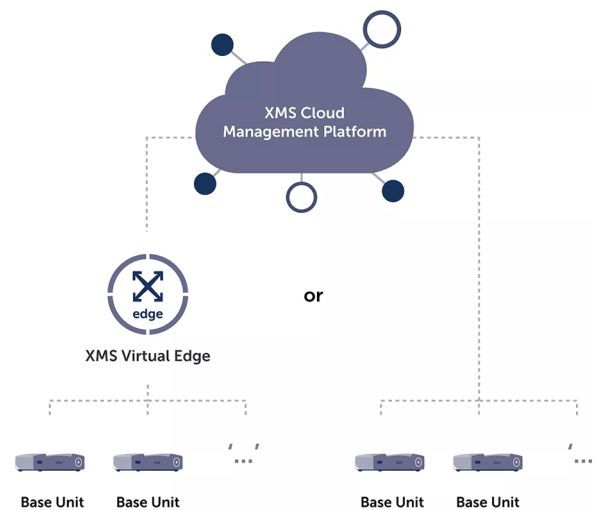 XMS Cloud
Management Platform
edge
or
XMS Virtual Edge
‘...’
‘...
Base Unit
Base Unit
Base Unit
Base Unit